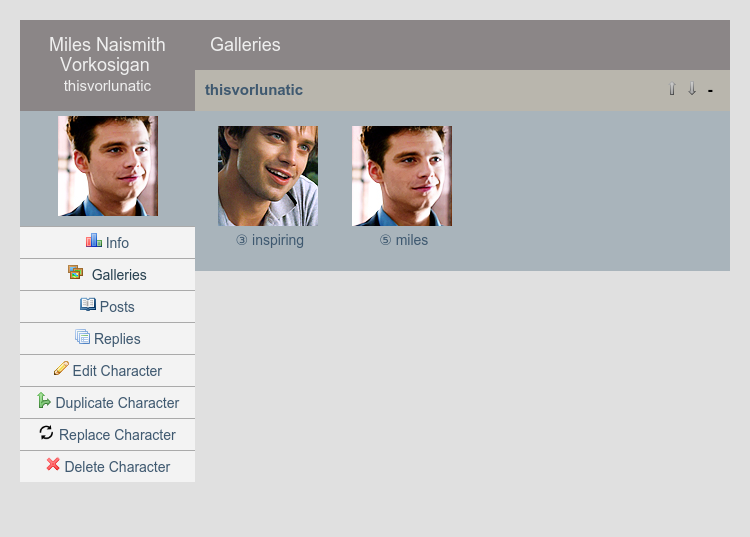 Miles Naismith
Vorkosigan
thisvorlunatic
Galleries
thisvorlunatic
⇑ ⇓ -
③ inspiring
⑤ miles
Info
Galleries
Posts
Replies
Edit Character
Duplicate Character
Replace Character
Delete Character